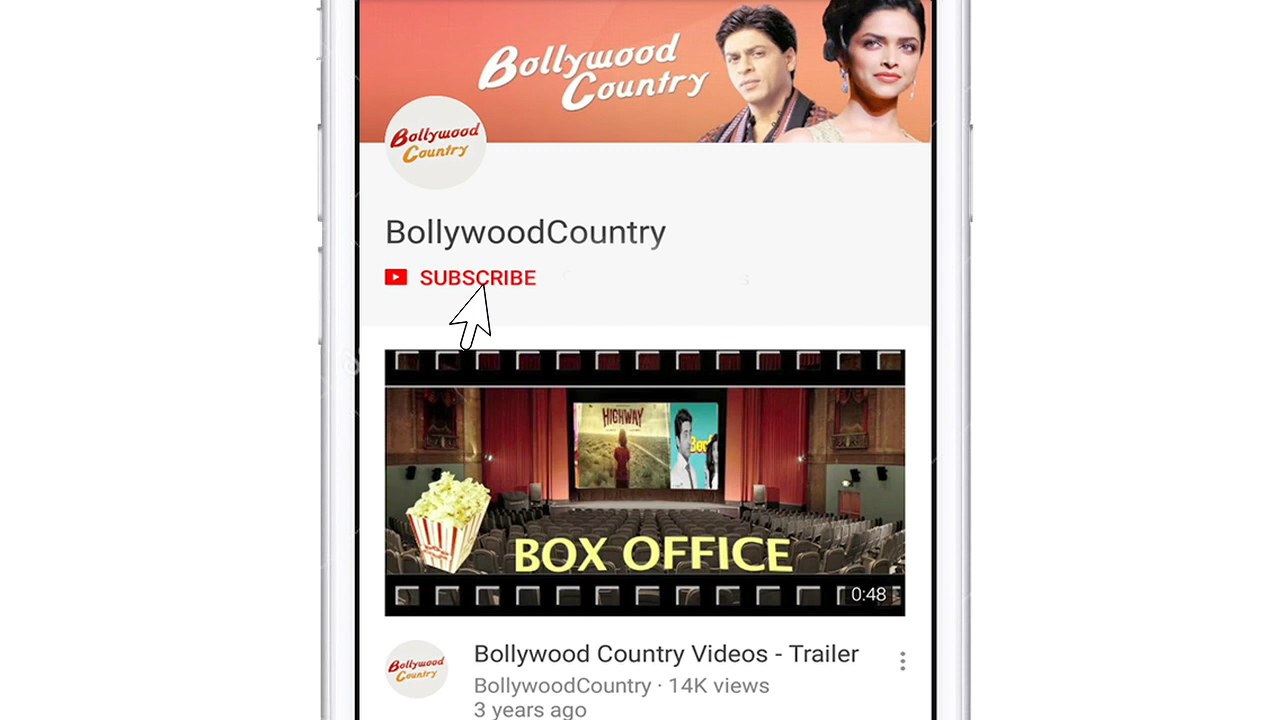 Bollywood
Country
Bollywood
Country
BollywoodCountry
SUBSCRIBE
HIGHWAY
BOX OFFICE
0:48
Bollywood
Country
Bollywood Country Videos - Trailer
BollywoodCountry · 14K views
3 years ago